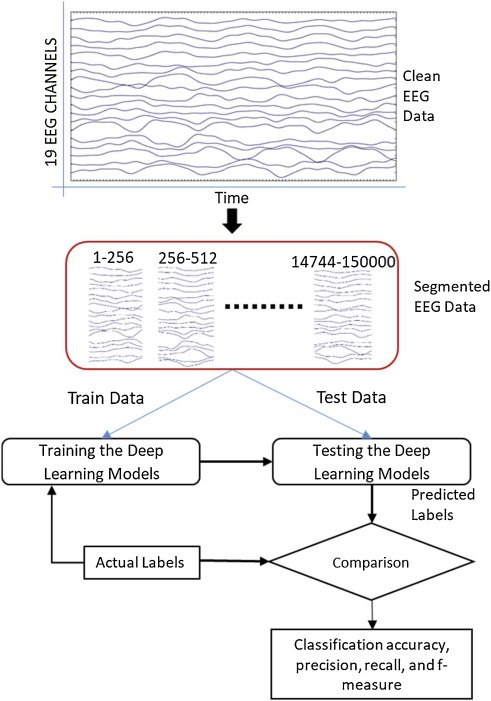 19 EEG CHANNELS
Clean
EEG
Data
Time
1-256 256-512 14744-150000
Segmented
EEG Data
Train Data
Test Data
Training the Deep
Learning Models
Testing the Deep
Learning Models
Predicted
Labels
Actual Labels
Comparison
Classification accuracy,
precision, recall, and f-
measure